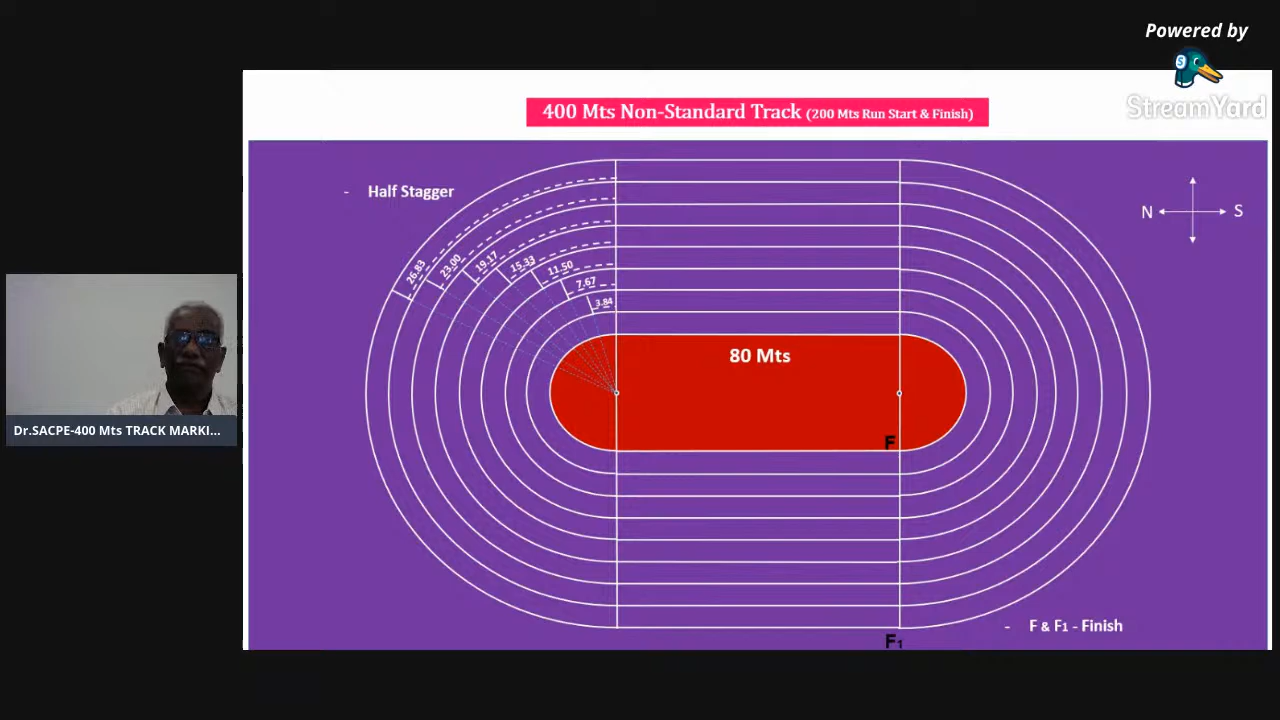 Powered by
StreamYard
400 Mts Non-Standard Track (200 Mts Run Start & Finish)
- Half Stagger
N S
26.83
23.00
19.17
15.33
11.50
7.67
3.84
80 Mts
F
Dr.SACPE-400 Mts TRACK MARKI...
- F & F1 - Finish
F1